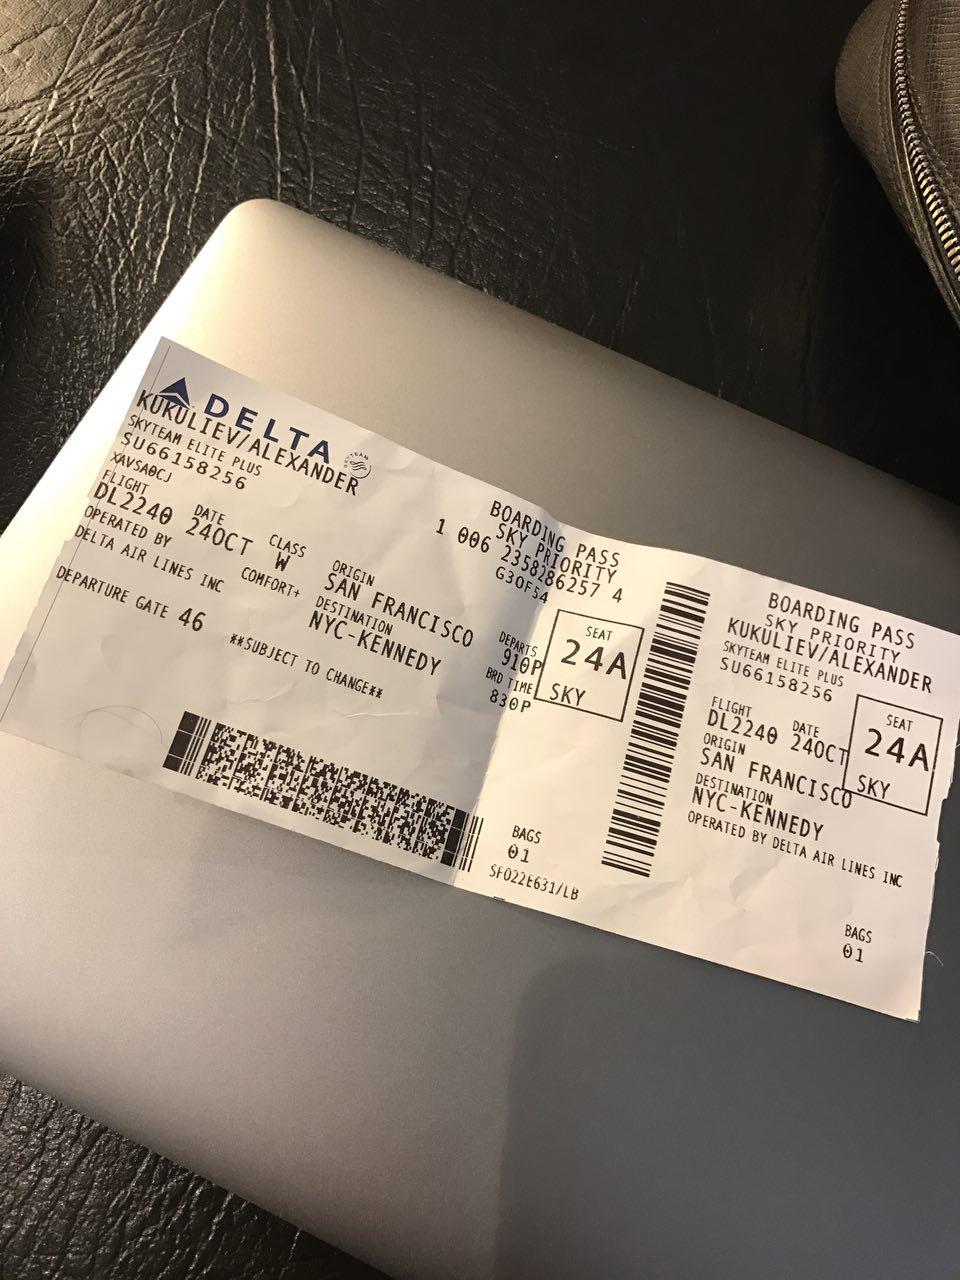 DELTA
SKYTEAM
KUKULIEV/ALEXANDER
SKYTEAM ELITE PLUS
SU66158256
XAVSA0CJ
FLIGHT DATE CLASS
DL2240 24OCT W
OPERATED BY
DELTA AIR LINES INC COMFORT+
ORIGIN
SAN FRANCISCO
DESTINATION
NYC-KENNEDY
DEPARTURE GATE 46
**SUBJECT TO CHANGE**
BOARDING PASS
SKY PRIORITY
1 006 2358286257 4
G3OF54
DEPARTS
910P
BRD TIME
830P
SEAT
24A
SKY
BAGS
01
SF022E631/LB
BOARDING PASS
SKY PRIORITY
KUKULIEV/ALEXANDER
SKYTEAM ELITE PLUS
SU66158256
FLIGHT DATE
DL2240 24OCT
ORIGIN
SAN FRANCISCO
DESTINATION
NYC-KENNEDY
OPERATED BY DELTA AIR LINES INC
SEAT
24A
SKY
BAGS
01